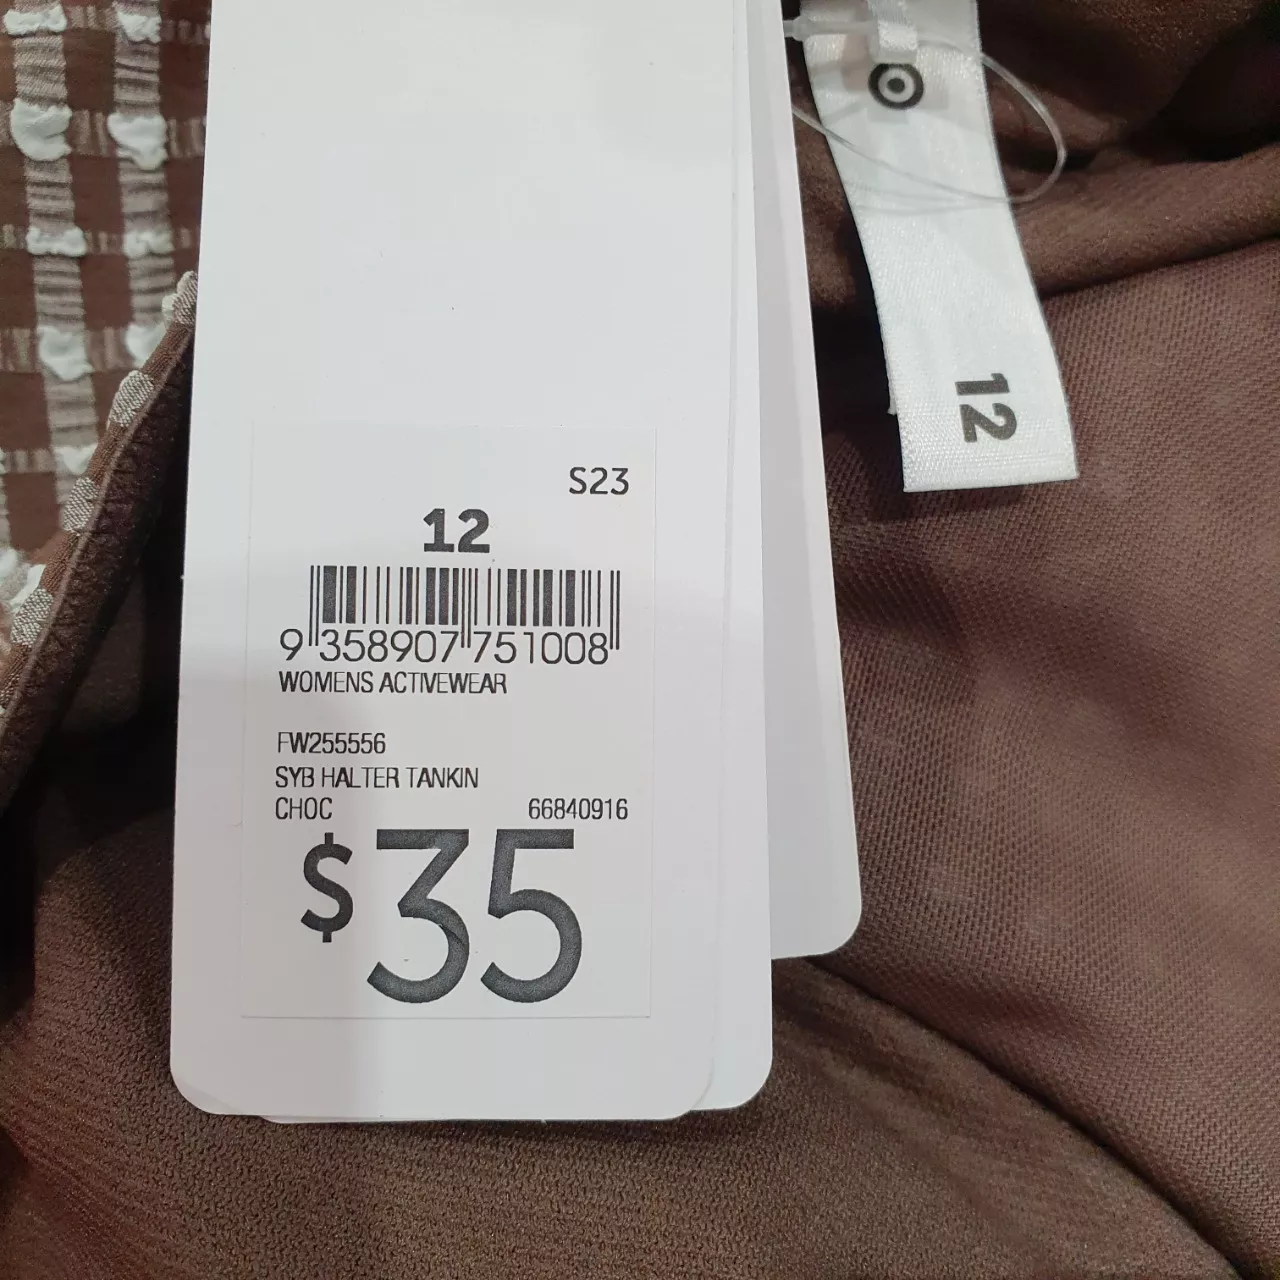 S23
12
9 358907 751008
WOMENS ACTIVEWEAR
FW255556
SYB HALTER TANKIN
CHOC 66840916
$35
12